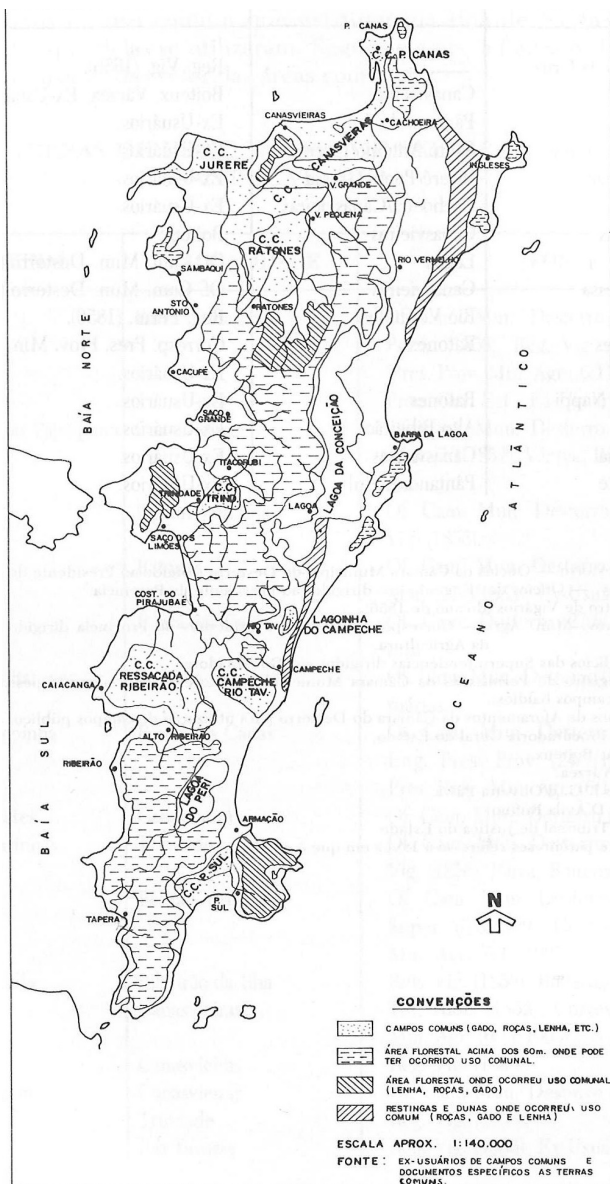 P. CANAS
C.C. P. CANAS
CANASVIEIRAS
CACHOEIRA
C.C.
JURERE
C.C. CANASVIERAS
INGLESES
V. GRANDE
V. PEQUENA
C.C.
RATONES
RIO VERMELHO
SAMBAQUI
STO.
ANTONIO
RATONES
BAÍA NORTE
CACUPÉ
SACO
GRANDE
LAGOA DA CONCEIÇÃO
BARRA DA LAGOA
OCEANO ATLÂNTICO
ITACORUBI
C.C.
TRIND.
TRINDADE
LAGOA
SACO DOS
LIMÕES
COST. DO
PIRAJUBAÉ
RIO TAV.
LAGOINHA
DO CAMPECHE
C.C.
RESSACADA
RIBEIRÃO
C.C.
CAMPECHE
RIO TAV.
CAMPECHE
CAIACANGA
ALTO RIBEIRÃO
RIBEIRÃO
BAÍA SUL
LAGOA
DO PERI
ARMAÇÃO
C.C. P. SUL
P.
SUL
TAPERA
N
CONVENÇÕES
CAMPOS COMUNS (GADO, ROÇAS, LENHA, ETC.)
ÁREA FLORESTAL ACIMA DOS 60m. ONDE PODE
TER OCORRIDO USO COMUNAL.
ÁREA FLORESTAL ONDE OCORREU USO COMUNAL
(LENHA, ROÇAS, GADO)
RESTINGAS E DUNAS ONDE OCORREU USO
COMUM (ROÇAS, GADO E LENHA)
ESCALA APROX. 1:140.000
FONTE: EX-USUÁRIOS DE CAMPOS COMUNS E
DOCUMENTOS ESPECÍFICOS AS TERRAS
COMUNS.